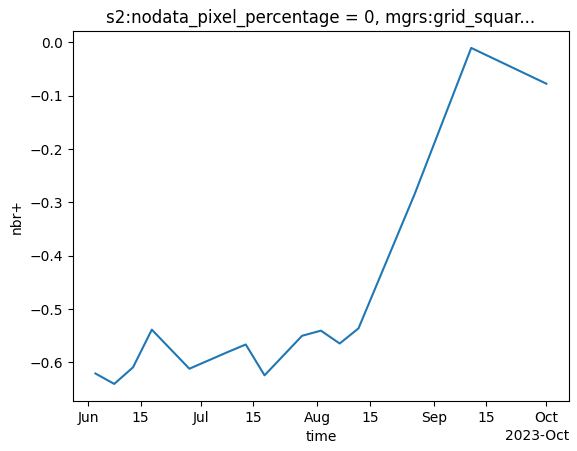 s2:nodata_pixel_percentage = 0, mgrs:grid_squar...
0.0
−0.1
−0.2
−0.3
−0.4
−0.5
−0.6
nbr+
Jun 15 Jul 15 Aug 15 Sep 15 Oct
time
2023-Oct